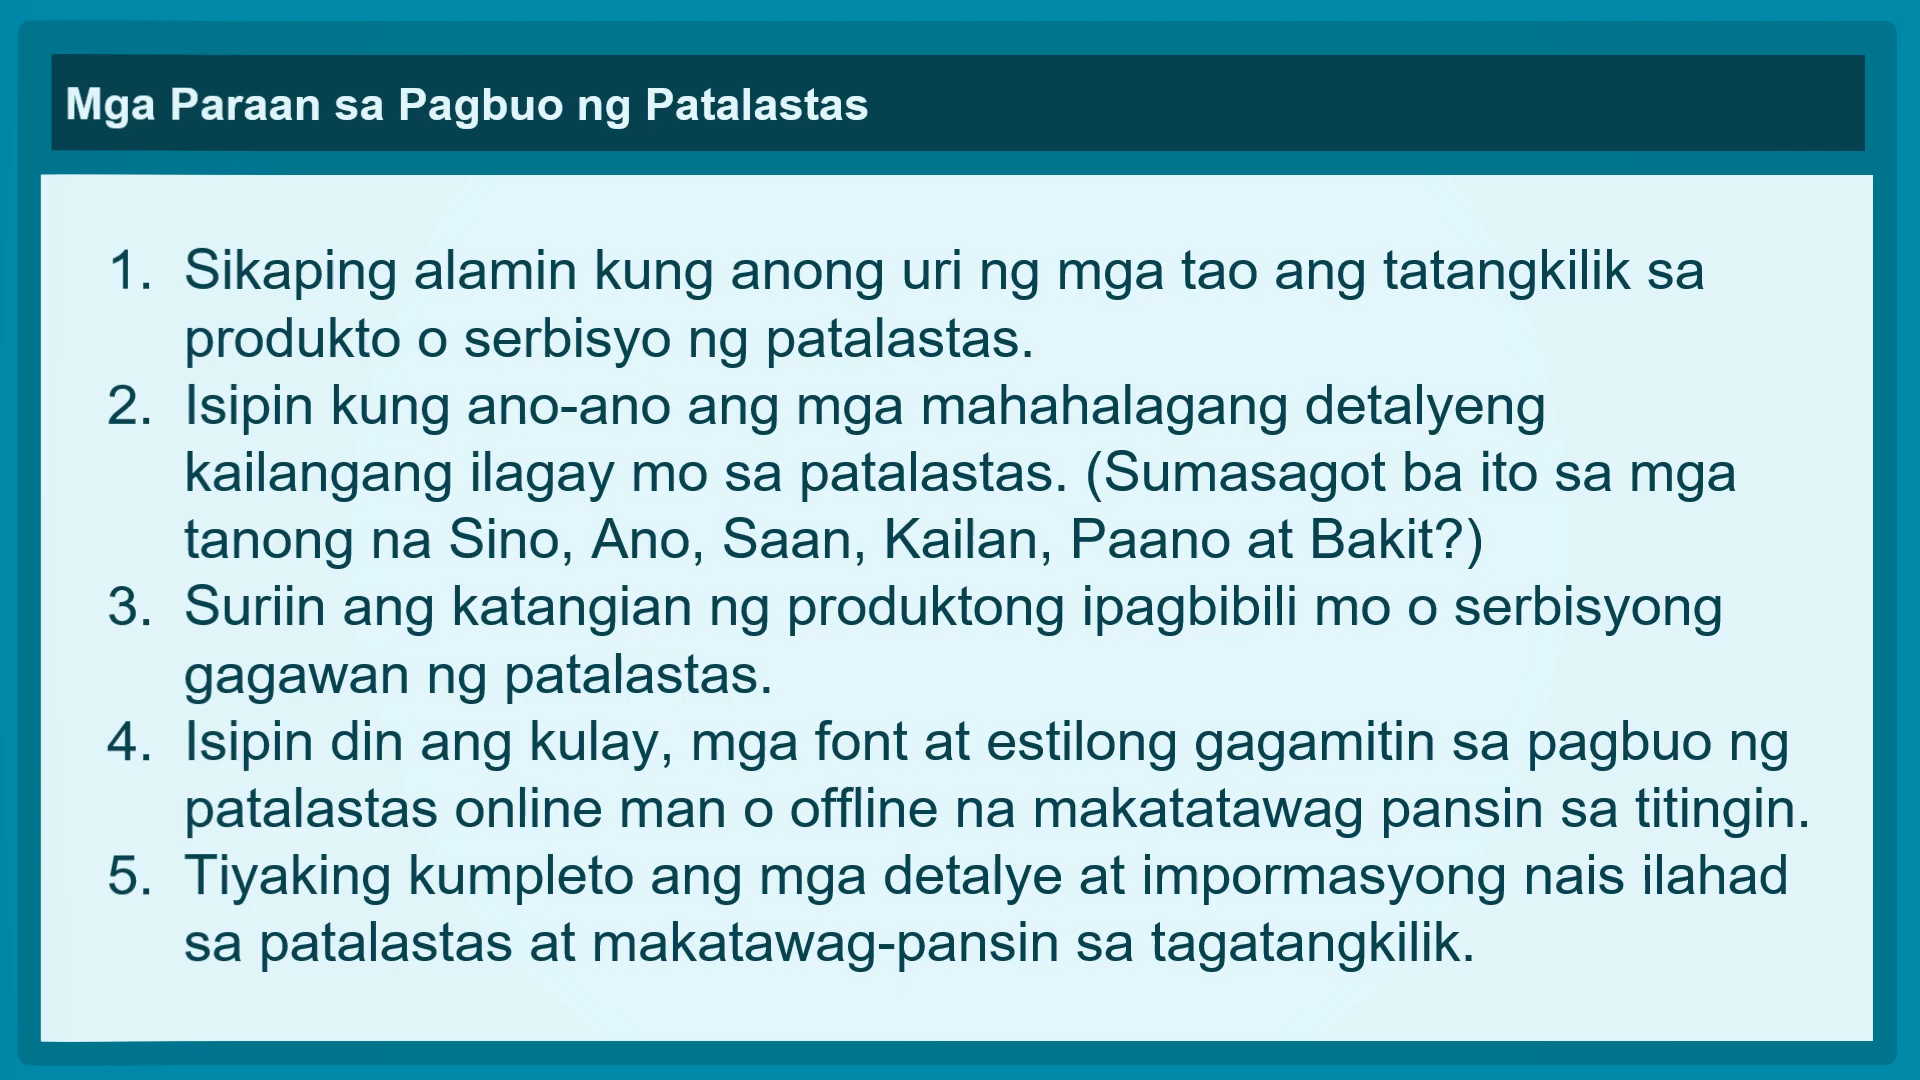 Mga Paraan sa Pagbuo ng Patalastas
1. Sikaping alamin kung anong uri ng mga tao ang tatangkilik sa
produkto o serbisyo ng patalastas.
2. Isipin kung ano-ano ang mga mahahalagang detalyeng
kailangang ilagay mo sa patalastas. (Sumasagot ba ito sa mga
tanong na Sino, Ano, Saan, Kailan, Paano at Bakit?)
3. Suriin ang katangian ng produktong ipagbibili mo o serbisyong
gagawan ng patalastas.
4. Isipin din ang kulay, mga font at estilong gagamitin sa pagbuo ng
patalastas online man o offline na makatatawag pansin sa titingin.
5. Tiyaking kumpleto ang mga detalye at impormasyong nais ilahad
sa patalastas at makatawag-pansin sa tagatangkilik.